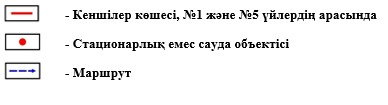 - Кеншілер көшесі, №1 және №5 үйлердің арасында
- Стационарлық емес сауда объектісі
- Маршрут